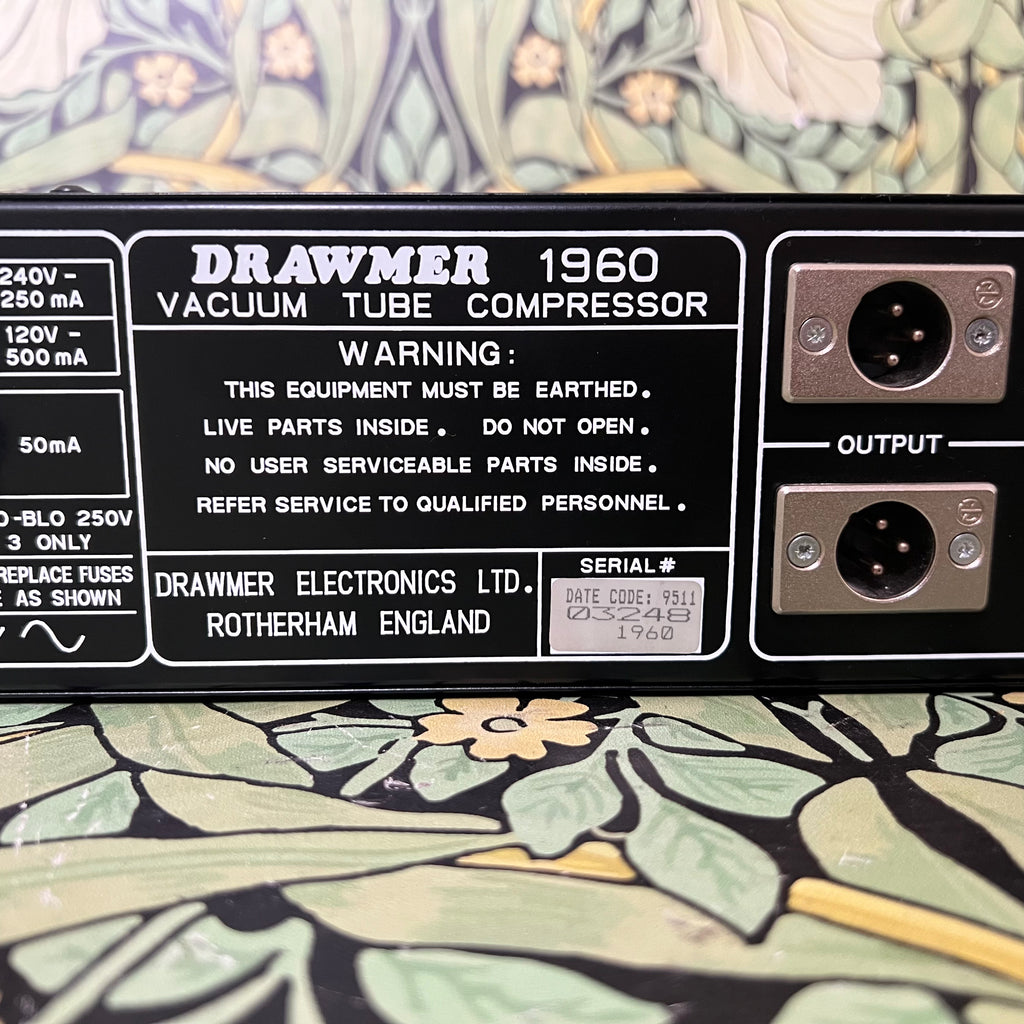 240V -
250 mA
120V -
500 mA
50mA
O-BLO 250V
3 ONLY
REPLACE FUSES
AS SHOWN
DRAWMER 1960
VACUUM TUBE COMPRESSOR
WARNING:
THIS EQUIPMENT MUST BE EARTHED.
LIVE PARTS INSIDE. DO NOT OPEN.
NO USER SERVICEABLE PARTS INSIDE.
REFER SERVICE TO QUALIFIED PERSONNEL.
DRAWMER ELECTRONICS LTD.
ROTHERHAM ENGLAND
SERIAL#
DATE CODE: 9511
03248
1960
OUTPUT